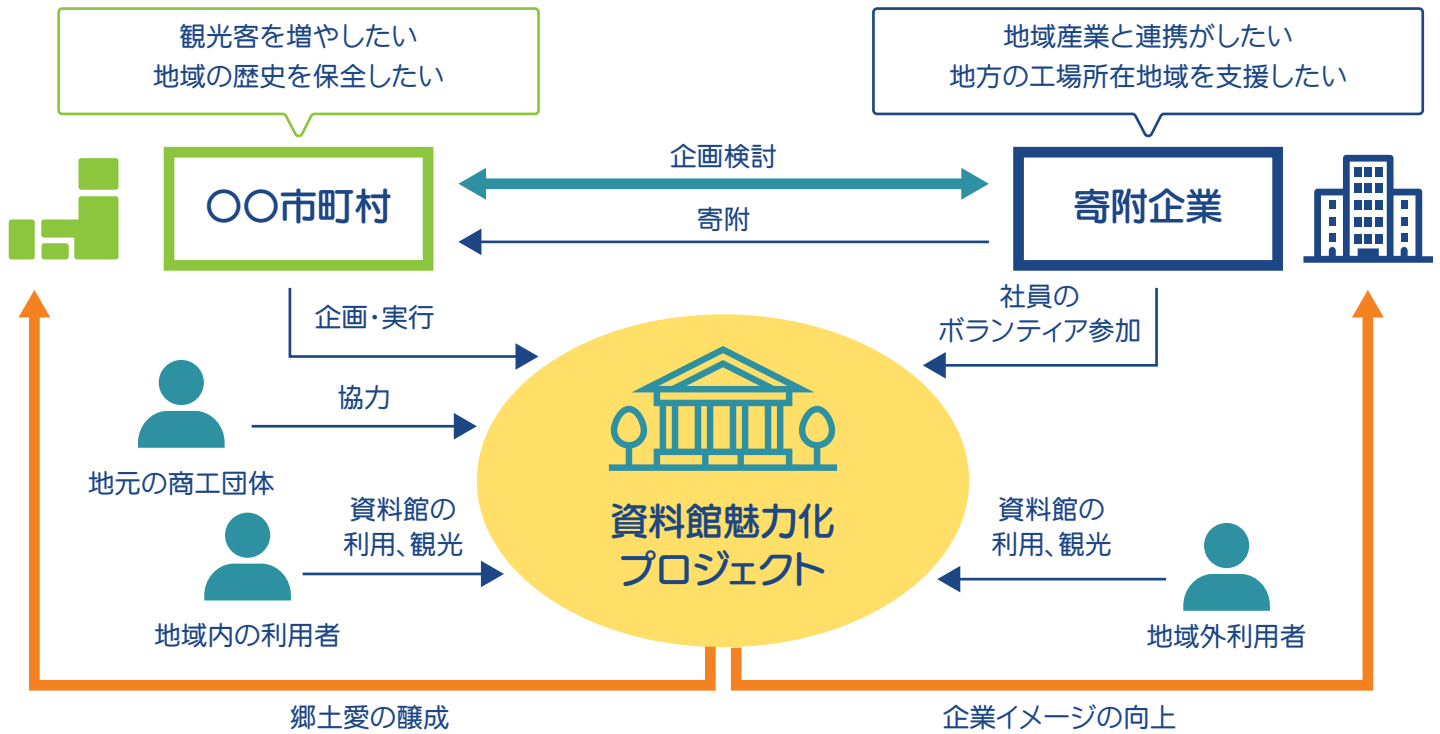 観光客を増やしたい
地域の歴史を保全したい
地域産業と連携がしたい
地方の工場所在地域を支援したい
〇〇市町村
企画検討
寄附
寄附企業
企画・実行
社員の
ボランティア参加
協力
地元の商工団体
資料館の
利用、観光
地域内の利用者
資料館魅力化
プロジェクト
資料館の
利用、観光
地域外利用者
郷土愛の醸成
企業イメージの向上